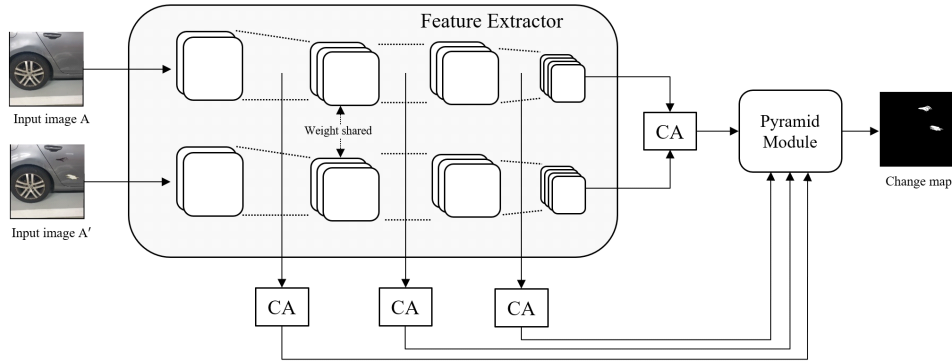 Feature Extractor
Input image A
Weight shared
CA
Pyramid
Module
Change map
Input image A′
CA
CA
CA